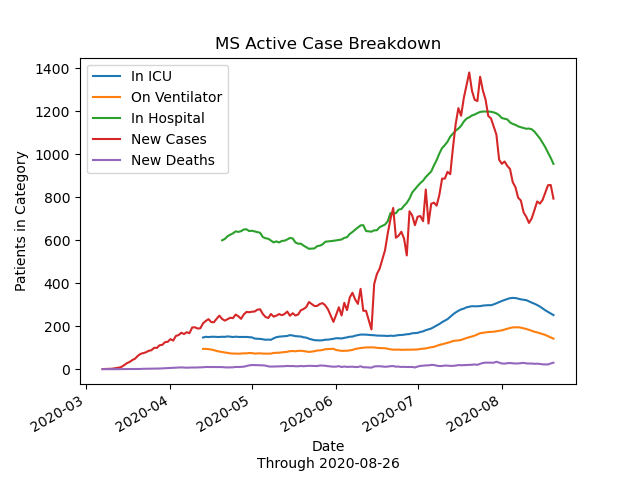 MS Active Case Breakdown
In ICU
On Ventilator
In Hospital
New Cases
New Deaths
Patients in Category
1400
1200
1000
800
600
400
200
0
2020-03
2020-04
2020-05
2020-06
2020-07
2020-08
Date
Through 2020-08-26